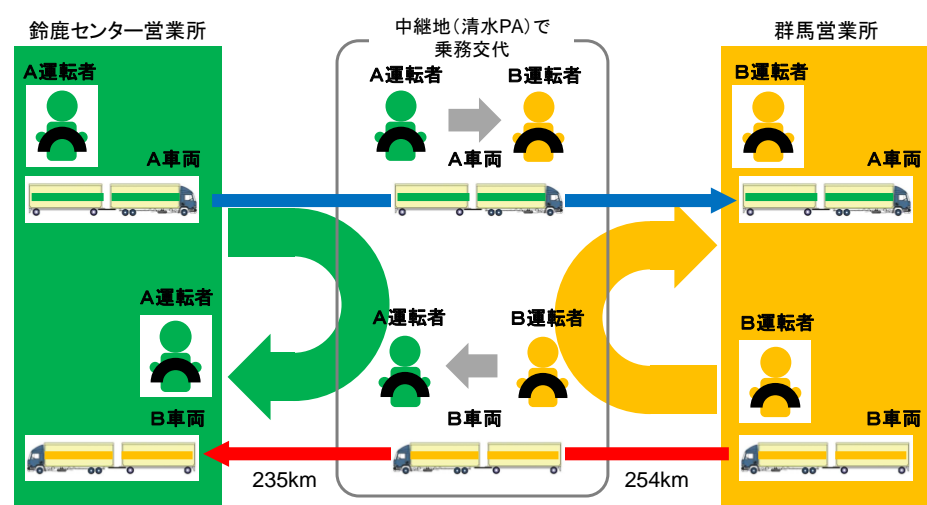 鈴鹿センター営業所
中継地（清水PA）で
乗務交代
群馬営業所
A運転者
A運転者
B運転者
B運転者
A車両
A車両
A車両
A運転者
A運転者
B運転者
B運転者
B車両
B車両
B車両
235km
254km